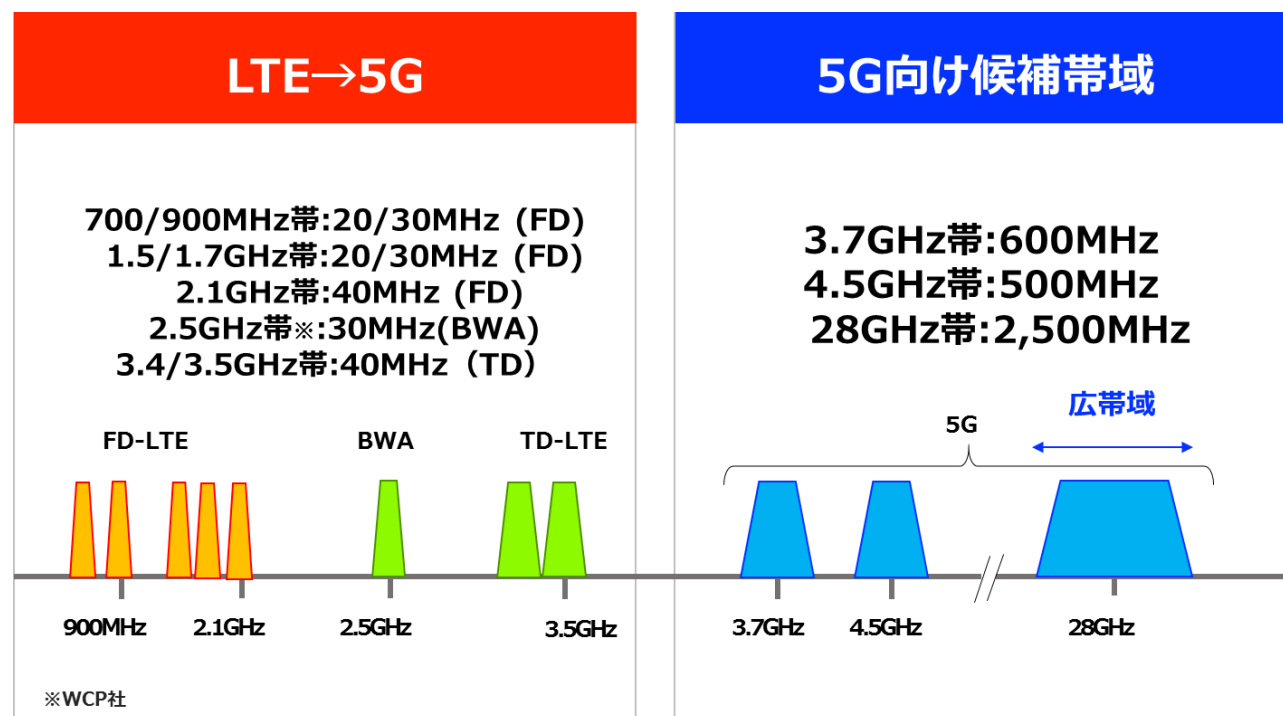 LTE→5G
700/900MHz帯:20/30MHz (FD)
1.5/1.7GHz帯:20/30MHz (FD)
2.1GHz帯:40MHz (FD)
2.5GHz帯※:30MHz(BWA)
3.4/3.5GHz帯:40MHz（TD）
FD-LTE
BWA
TD-LTE
900MHz
2.1GHz
2.5GHz
3.5GHz
※WCP社
5G向け候補帯域
3.7GHz帯:600MHz
4.5GHz帯:500MHz
28GHz帯:2,500MHz
広帯域
5G
3.7GHz
4.5GHz
28GHz